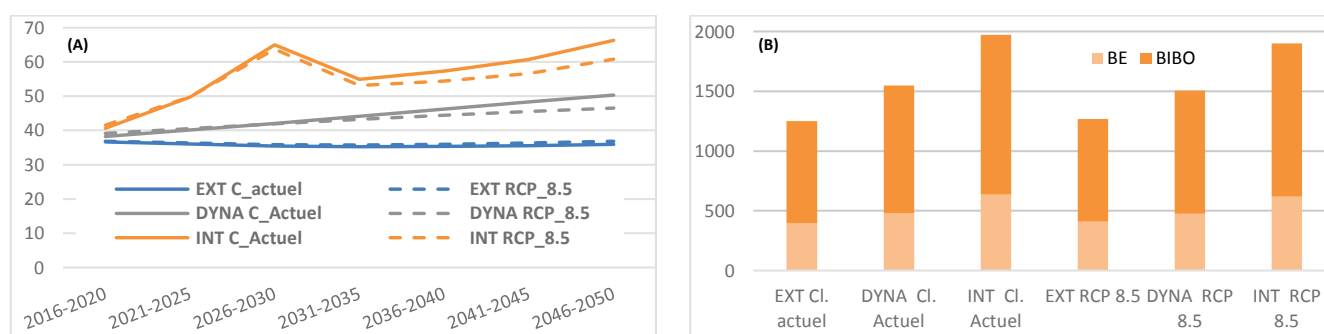 (A)
70
60
50
40
30
20
10
0
EXT C_actuel
EXT RCP_8.5
DYNA C_Actuel
DYNA RCP_8.5
INT C_Actuel
INT RCP_8.5
2016-2020
2021-2025
2026-2030
2031-2035
2036-2040
2041-2045
2046-2050
(B)
BE
BIBO
2000
1500
1000
500
0
EXT Cl. actuel
DYNA Cl. Actuel
INT Cl. Actuel
EXT RCP 8.5
DYNA RCP 8.5
INT RCP 8.5